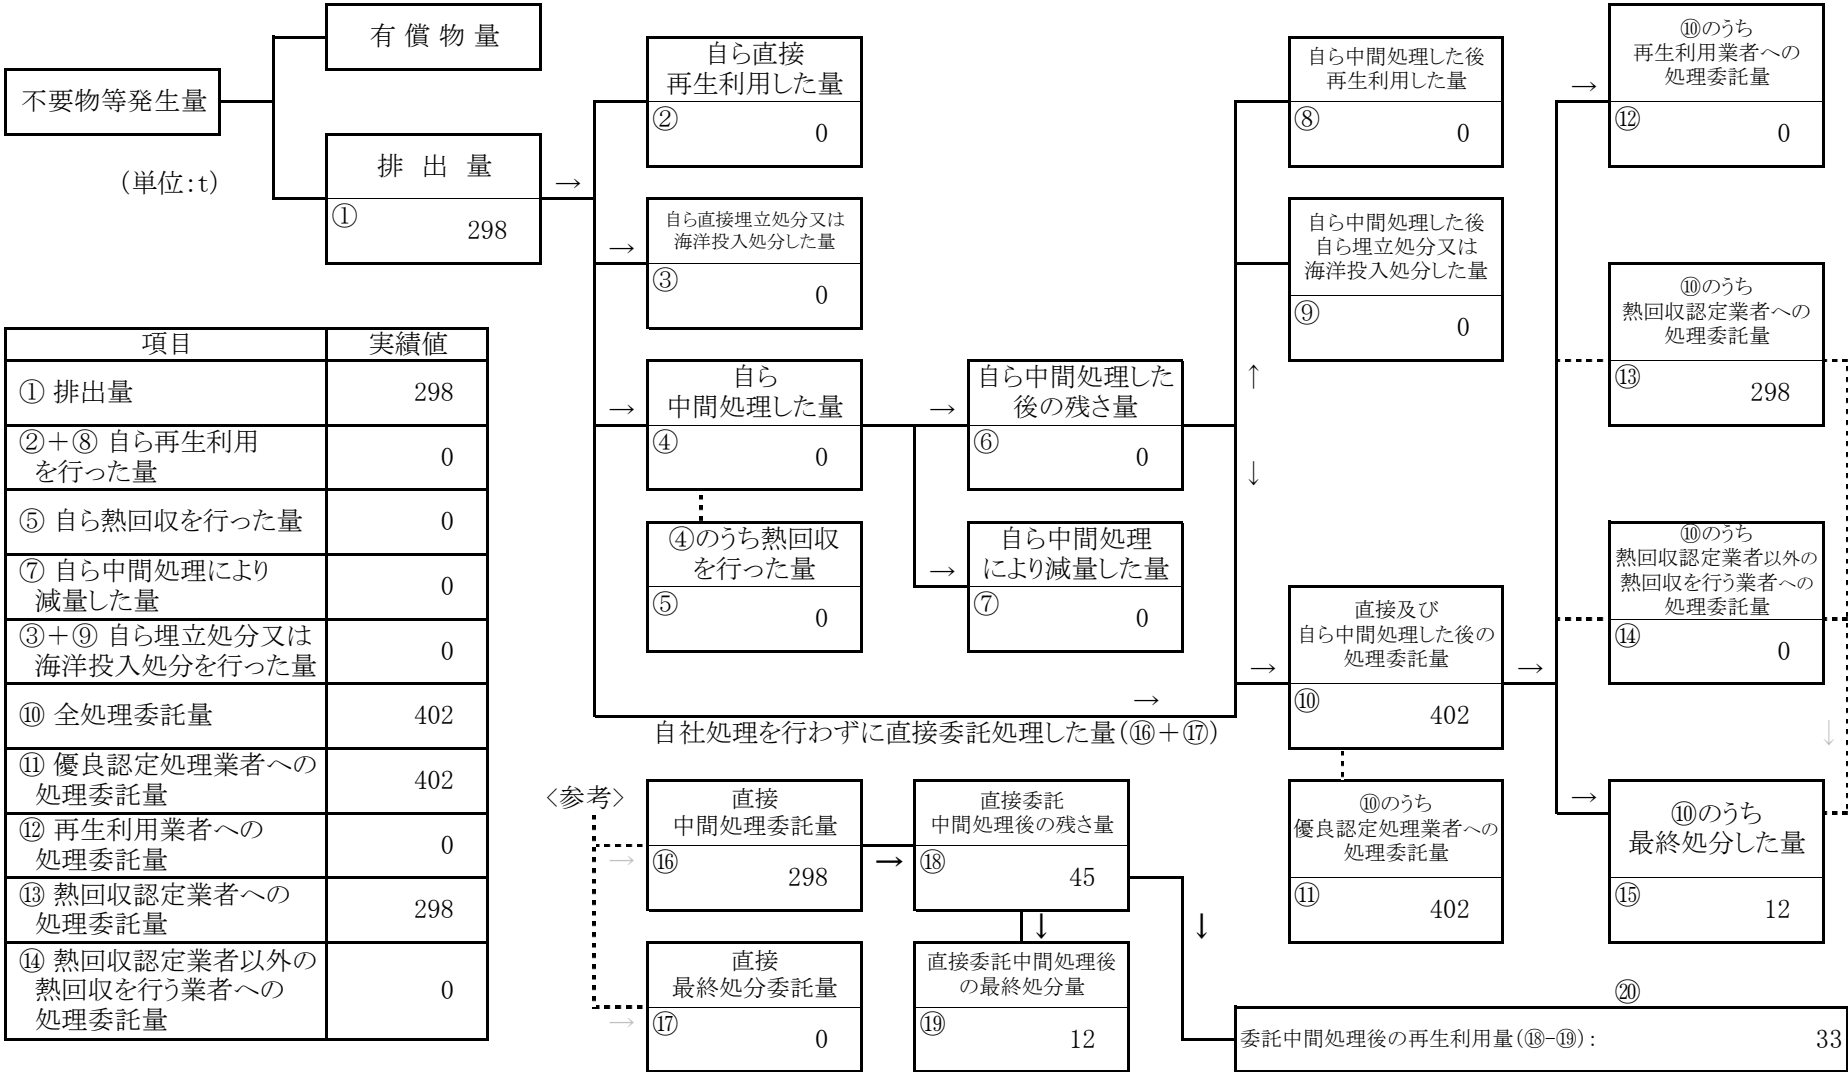 有 償 物 量
不要物等発生量
(単位:t)
排 出 量
①
298
→
自ら直接
再生利用した量
②
0
→
自ら直接埋立処分又は
海洋投入処分した量
③
0
→
自ら
中間処理した量
④
0
④のうち熱回収
を行った量
⑤
0
→
自ら中間処理した
後の残さ量
⑥
0
→
自ら中間処理
により減量した量
⑦
0
↑
↓
自ら中間処理した後
再生利用した量
⑧
0
自ら中間処理した後
自ら埋立処分又は
海洋投入処分した量
⑨
0
→
自社処理を行わずに直接委託処理した量(⑯+⑰)
→
直接及び
自ら中間処理した後の
処理委託量
⑩
402
⑩のうち
優良認定処理業者への
処理委託量
⑪
402
→
→
⑩のうち
再生利用業者への
処理委託量
⑫
0
⑩のうち
熱回収認定業者への
処理委託量
⑬
298
⑩のうち
熱回収認定業者以外の
熱回収を行う業者への
処理委託量
⑭
0
↓
→
⑩のうち
最終処分した量
⑮
12
項目 実績値
① 排出量 298
②+⑧ 自ら再生利用
を行った量 0
⑤ 自ら熱回収を行った量 0
⑦ 自ら中間処理により
減量した量 0
③+⑨ 自ら埋立処分又は
海洋投入処分を行った量 0
⑩ 全処理委託量 402
⑪ 優良認定処理業者への
処理委託量 402
⑫ 再生利用業者への
処理委託量 0
⑬ 熱回収認定業者への
処理委託量 298
⑭ 熱回収認定業者以外の
熱回収を行う業者への
処理委託量 0
〈参考〉
→
直接
中間処理委託量
⑯
298
→
直接委託
中間処理後の残さ量
⑱
45
↓
↓
→
直接
最終処分委託量
⑰
0
直接委託中間処理後
の最終処分量
⑲
12
⑳
委託中間処理後の再生利用量(⑱-⑲): 33